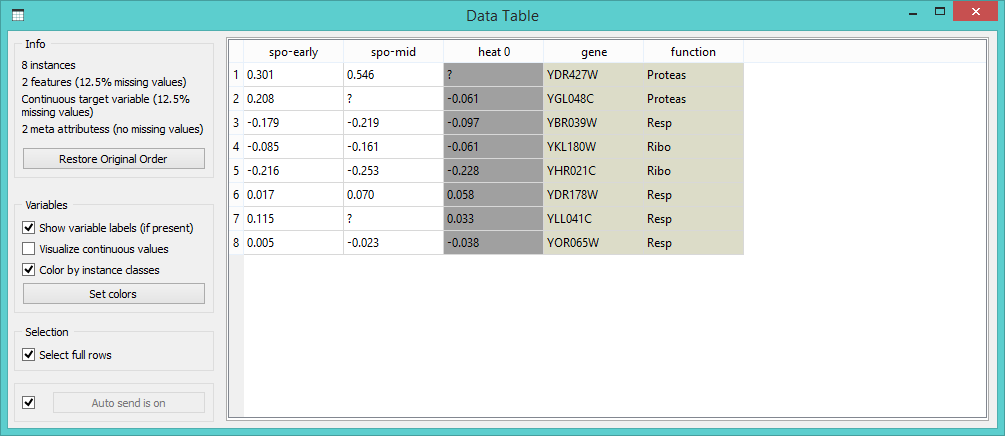 Data Table
Info
8 instances
2 features (12.5% missing values)
Continuous target variable (12.5%
missing values)
2 meta attributess (no missing values)
Restore Original Order
Variables
Show variable labels (if present)
Visualize continuous values
Color by instance classes
Set colors
Selection
Select full rows
Auto send is on
spo-early spo-mid heat 0 gene function
1 0.301 0.546 ? YDR427W Proteas
2 0.208 ? -0.061 YGL048C Proteas
3 -0.179 -0.219 -0.097 YBR039W Resp
4 -0.085 -0.161 -0.061 YKL180W Ribo
5 -0.216 -0.253 -0.228 YHR021C Ribo
6 0.017 0.070 0.058 YDR178W Resp
7 0.115 ? 0.033 YLL041C Resp
8 0.005 -0.023 -0.038 YOR065W Resp